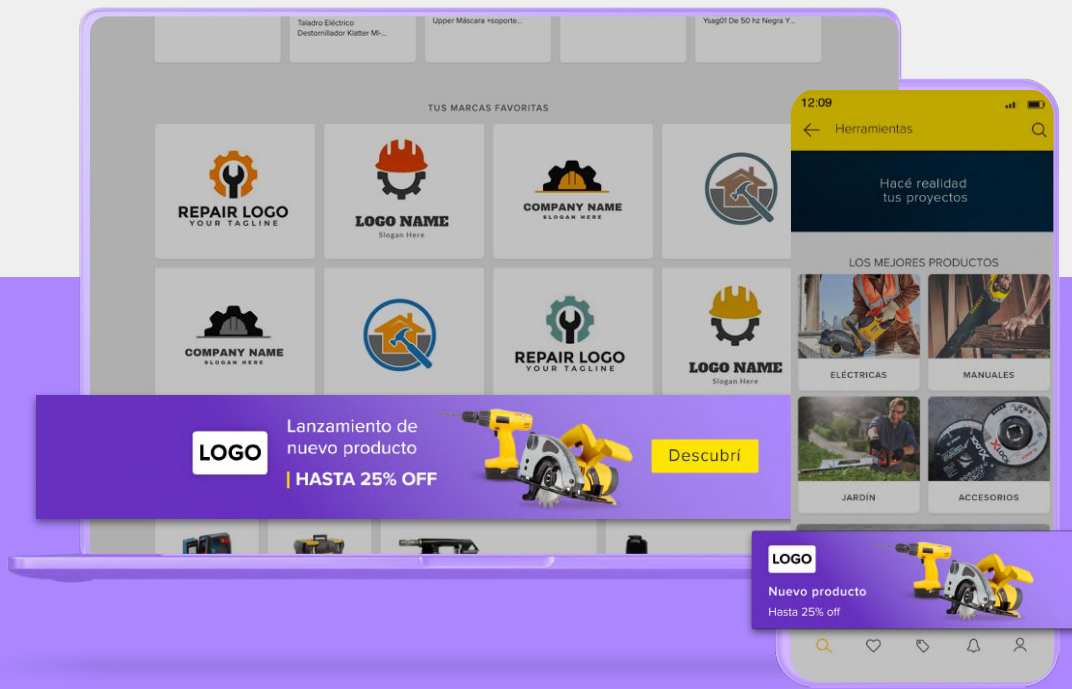 Taladro Eléctrico
Destornillador Klatter Ml-...
Upper Máscara +soporte...
Ysag01 De 50 hz Negra Y...
TUS MARCAS FAVORITAS
REPAIR LOGO
YOUR TAGLINE
LOGO NAME
Slogan Here
COMPANY NAME
SLOGAN HERE
COMPANY NAME
SLOGAN HERE
REPAIR LOGO
YOUR TAGLINE
LOGO NAME
Slogan Here
LOGO
Lanzamiento de
nuevo producto
HASTA 25% OFF
Descubrí
12:09
Herramientas
Hacé realidad
tus proyectos
LOS MEJORES PRODUCTOS
ELÉCTRICAS
MANUALES
JARDÍN
ACCESORIOS
LOGO
Nuevo producto
Hasta 25% off